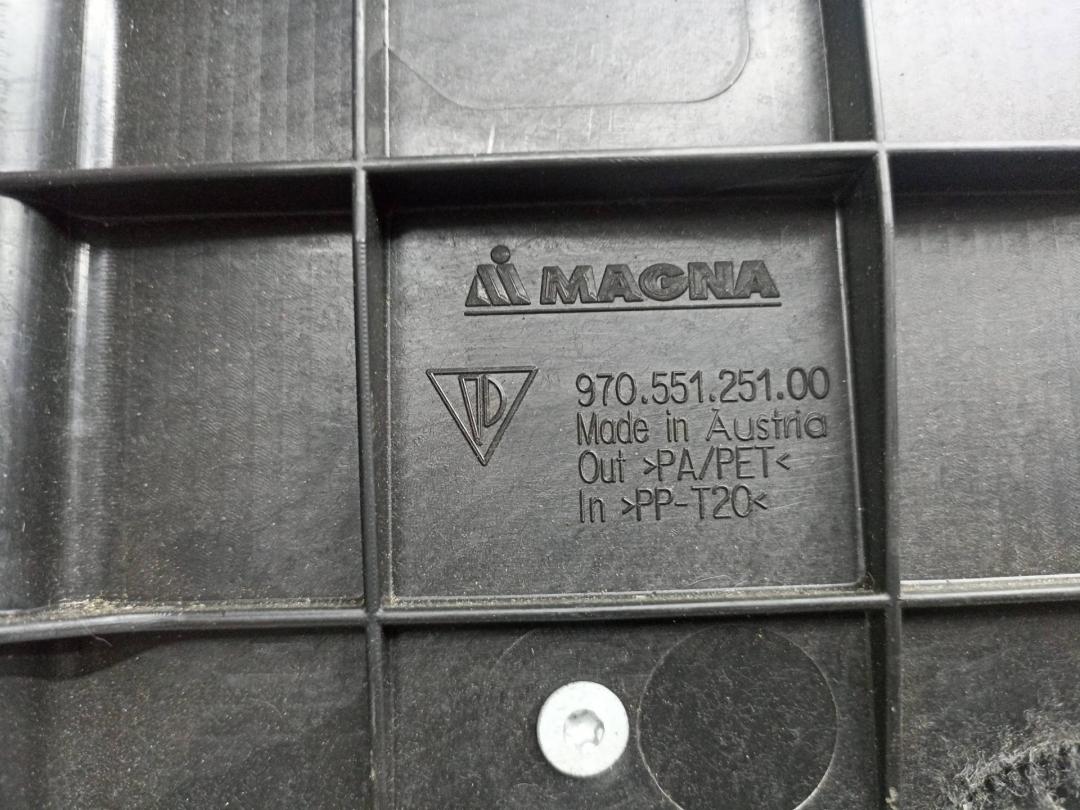 MAGNA
970.551.251.00
Made in Austria
Out >PA/PET<
In >PP-T20<